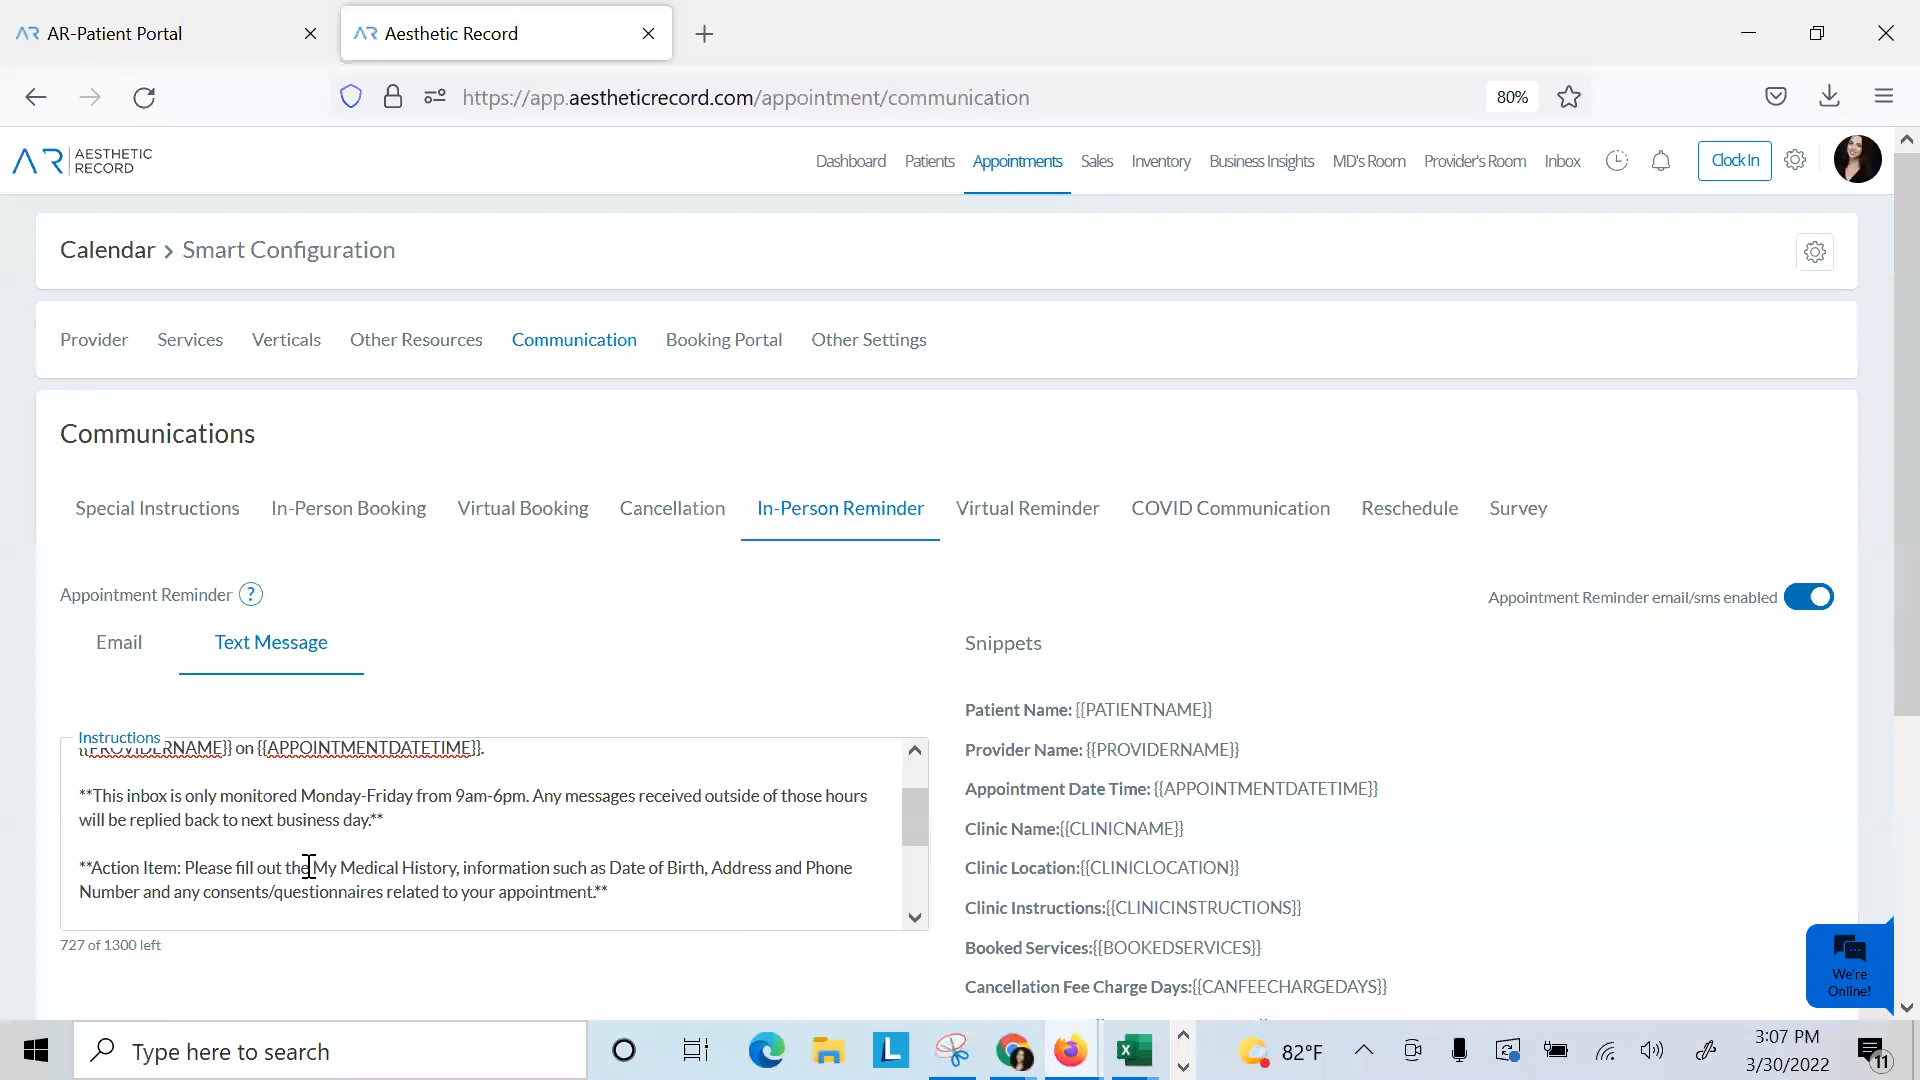 AR-Patient Portal
Aesthetic Record
https://app.aestheticrecord.com/appointment/communication
80%
AR AESTHETIC RECORD
Dashboard Patients Appointments Sales Inventory Business Insights MD's Room Provider's Room Inbox Clock In
Calendar > Smart Configuration
Provider Services Verticals Other Resources Communication Booking Portal Other Settings
Communications
Special Instructions In-Person Booking Virtual Booking Cancellation In-Person Reminder Virtual Reminder COVID Communication Reschedule Survey
Appointment Reminder ?
Appointment Reminder email/sms enabled
Email Text Message
Snippets
Instructions
{{PROVIDERNAME}} on {{APPOINTMENTDATETIME}}.
**This inbox is only monitored Monday-Friday from 9am-6pm. Any messages received outside of those hours
will be replied back to next business day.**
**Action Item: Please fill out the My Medical History, information such as Date of Birth, Address and Phone
Number and any consents/questionnaires related to your appointment.**
727 of 1300 left
Patient Name: {{PATIENTNAME}}
Provider Name: {{PROVIDERNAME}}
Appointment Date Time: {{APPOINTMENTDATETIME}}
Clinic Name:{{CLINICNAME}}
Clinic Location:{{CLINICLOCATION}}
Clinic Instructions:{{CLINICINSTRUCTIONS}}
Booked Services:{{BOOKEDSERVICES}}
Cancellation Fee Charge Days:{{CANFEECHARGEDAYS}}
We're
Online!
Type here to search
L
X
82°F
3:07 PM
3/30/2022
11